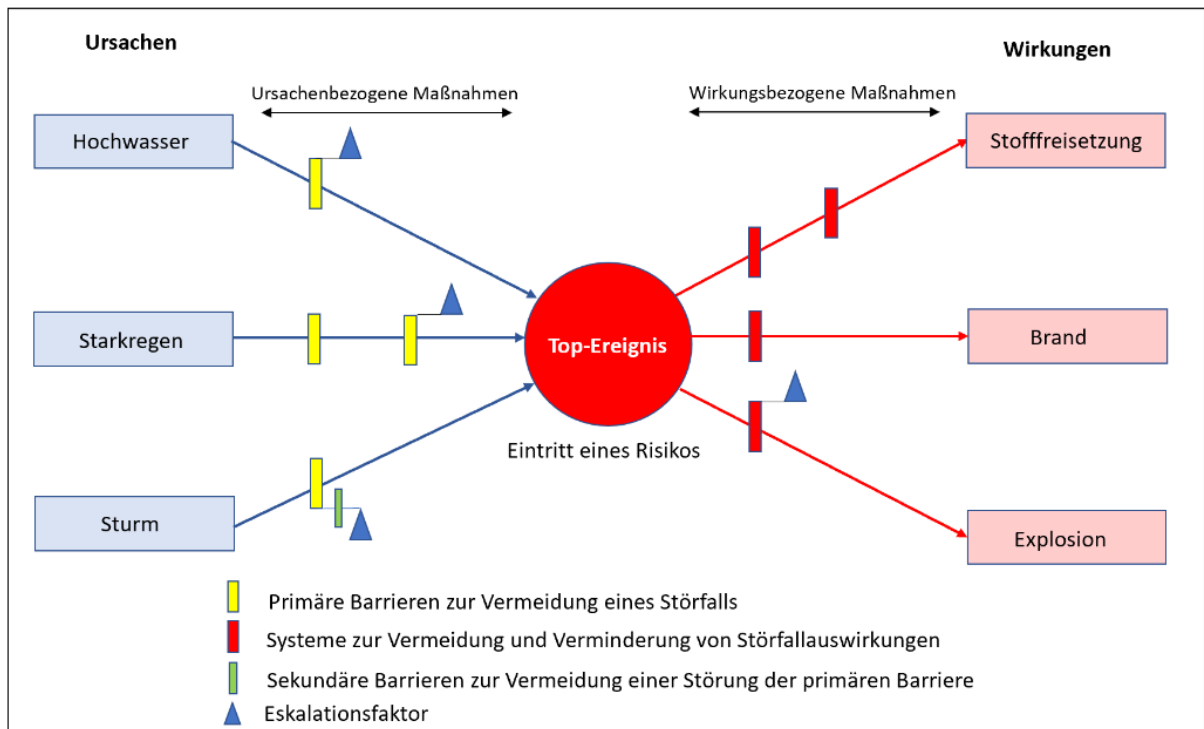 Ursachen
Wirkungen
Ursachenbezogene Maßnahmen
Wirkungsbezogene Maßnahmen
Hochwasser
Stofffreisetzung
Starkregen
Top-Ereignis
Brand
Eintritt eines Risikos
Sturm
Explosion
Primäre Barrieren zur Vermeidung eines Störfalls
Systeme zur Vermeidung und Verminderung von Störfallauswirkungen
Sekundäre Barrieren zur Vermeidung einer Störung der primären Barriere
Eskalationsfaktor